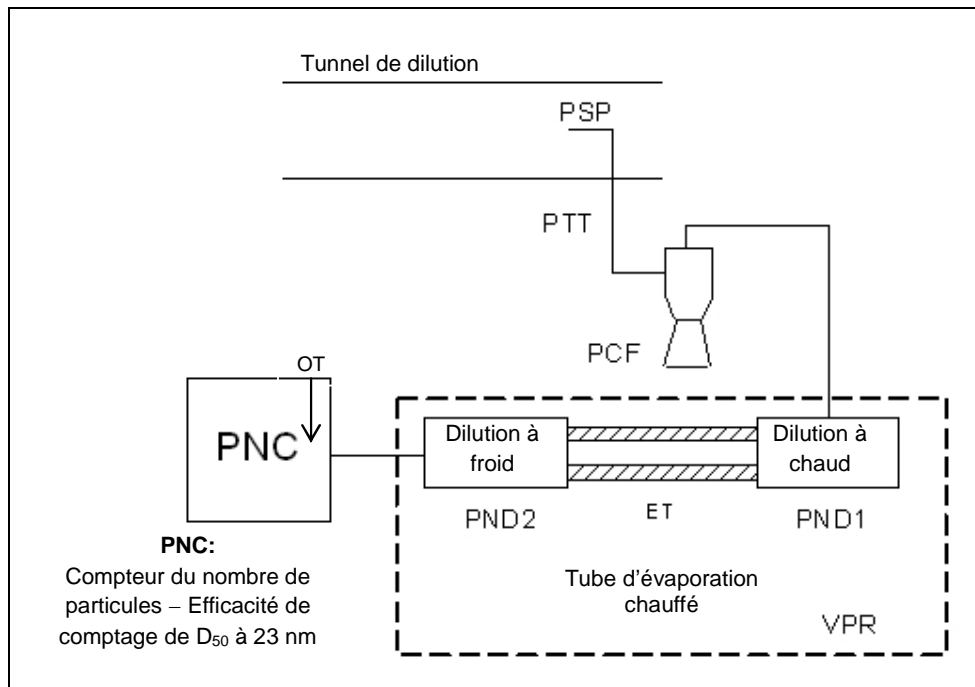 Tunnel de dilution
PSP
PTT
PCF
OT
PNC
Dilution à
froid
Dilution à
chaud
PND2
ET
PND1
PNC:
Compteur du nombre de
particules – Efficacité de
comptage de D₅₀ à 23 nm
Tube d'évaporation
chauffé
VPR